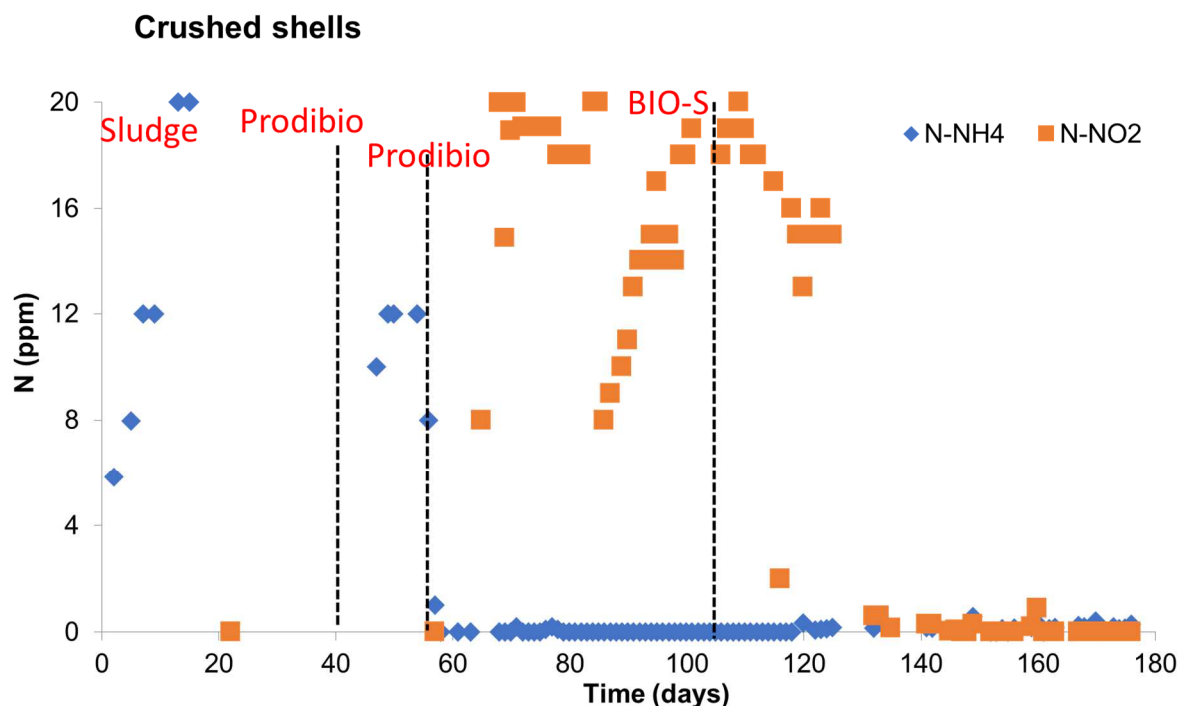 Crushed shells
20
Sludge
Prodibio
Prodibio
BIO-S
N-NH4
N-NO2
16
12
8
4
0
N (ppm)
0 20 40 60 80 100 120 140 160 180
Time (days)